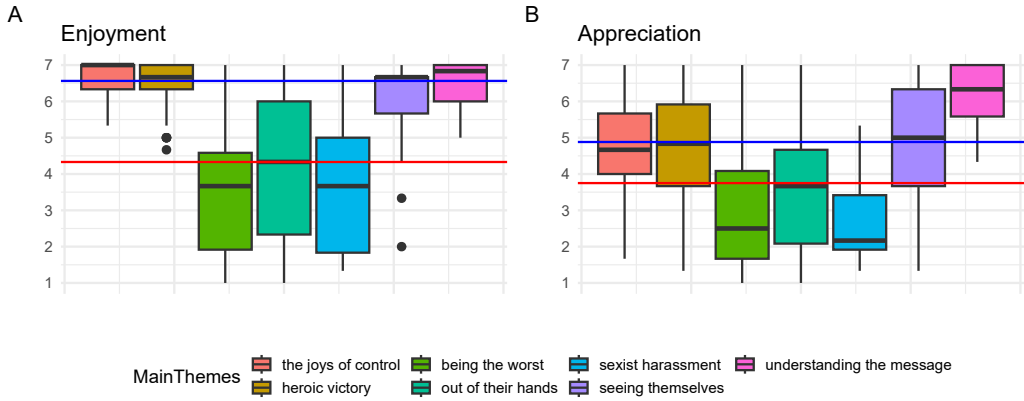 A
Enjoyment
7
6
5
4
3
2
1
B
Appreciation
7
6
5
4
3
2
1
MainThemes
the joys of control
being the worst
sexist harassment
understanding the message
heroic victory
out of their hands
seeing themselves